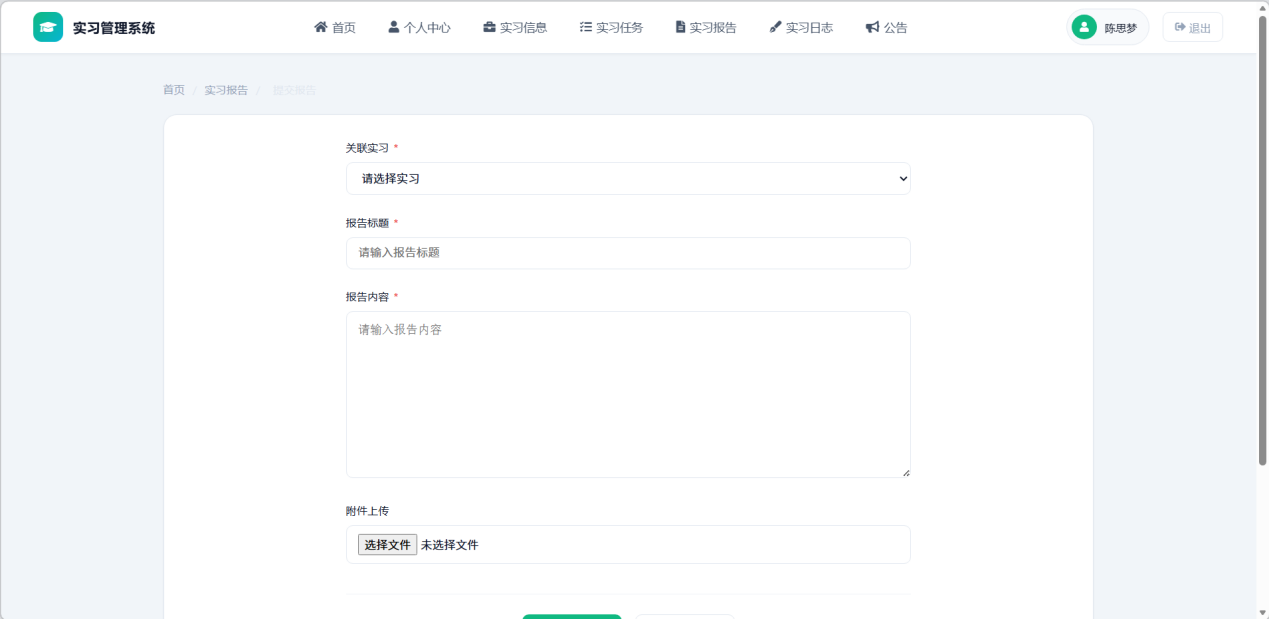 实习管理系统 首页 个人中心 实习信息 实习任务 实习报告 实习日志 公告 陈思梦 退出
首页 / 实习报告 / 提交报告
关联实习 *
请选择实习
报告标题 *
请输入报告标题
报告内容 *
请输入报告内容
附件上传
选择文件 未选择文件